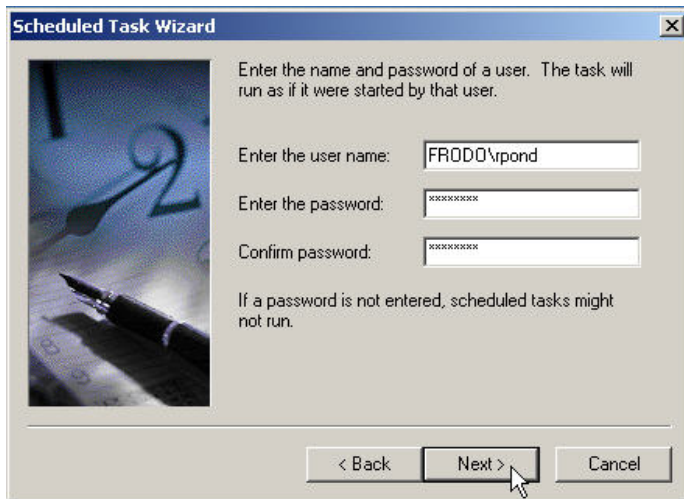 Scheduled Task Wizard
Enter the name and password of a user. The task will
run as if it were started by that user.
Enter the user name: FRODO\rpond
Enter the password: ********
Confirm password: ********
If a password is not entered, scheduled tasks might
not run.
< Back Next > Cancel
2